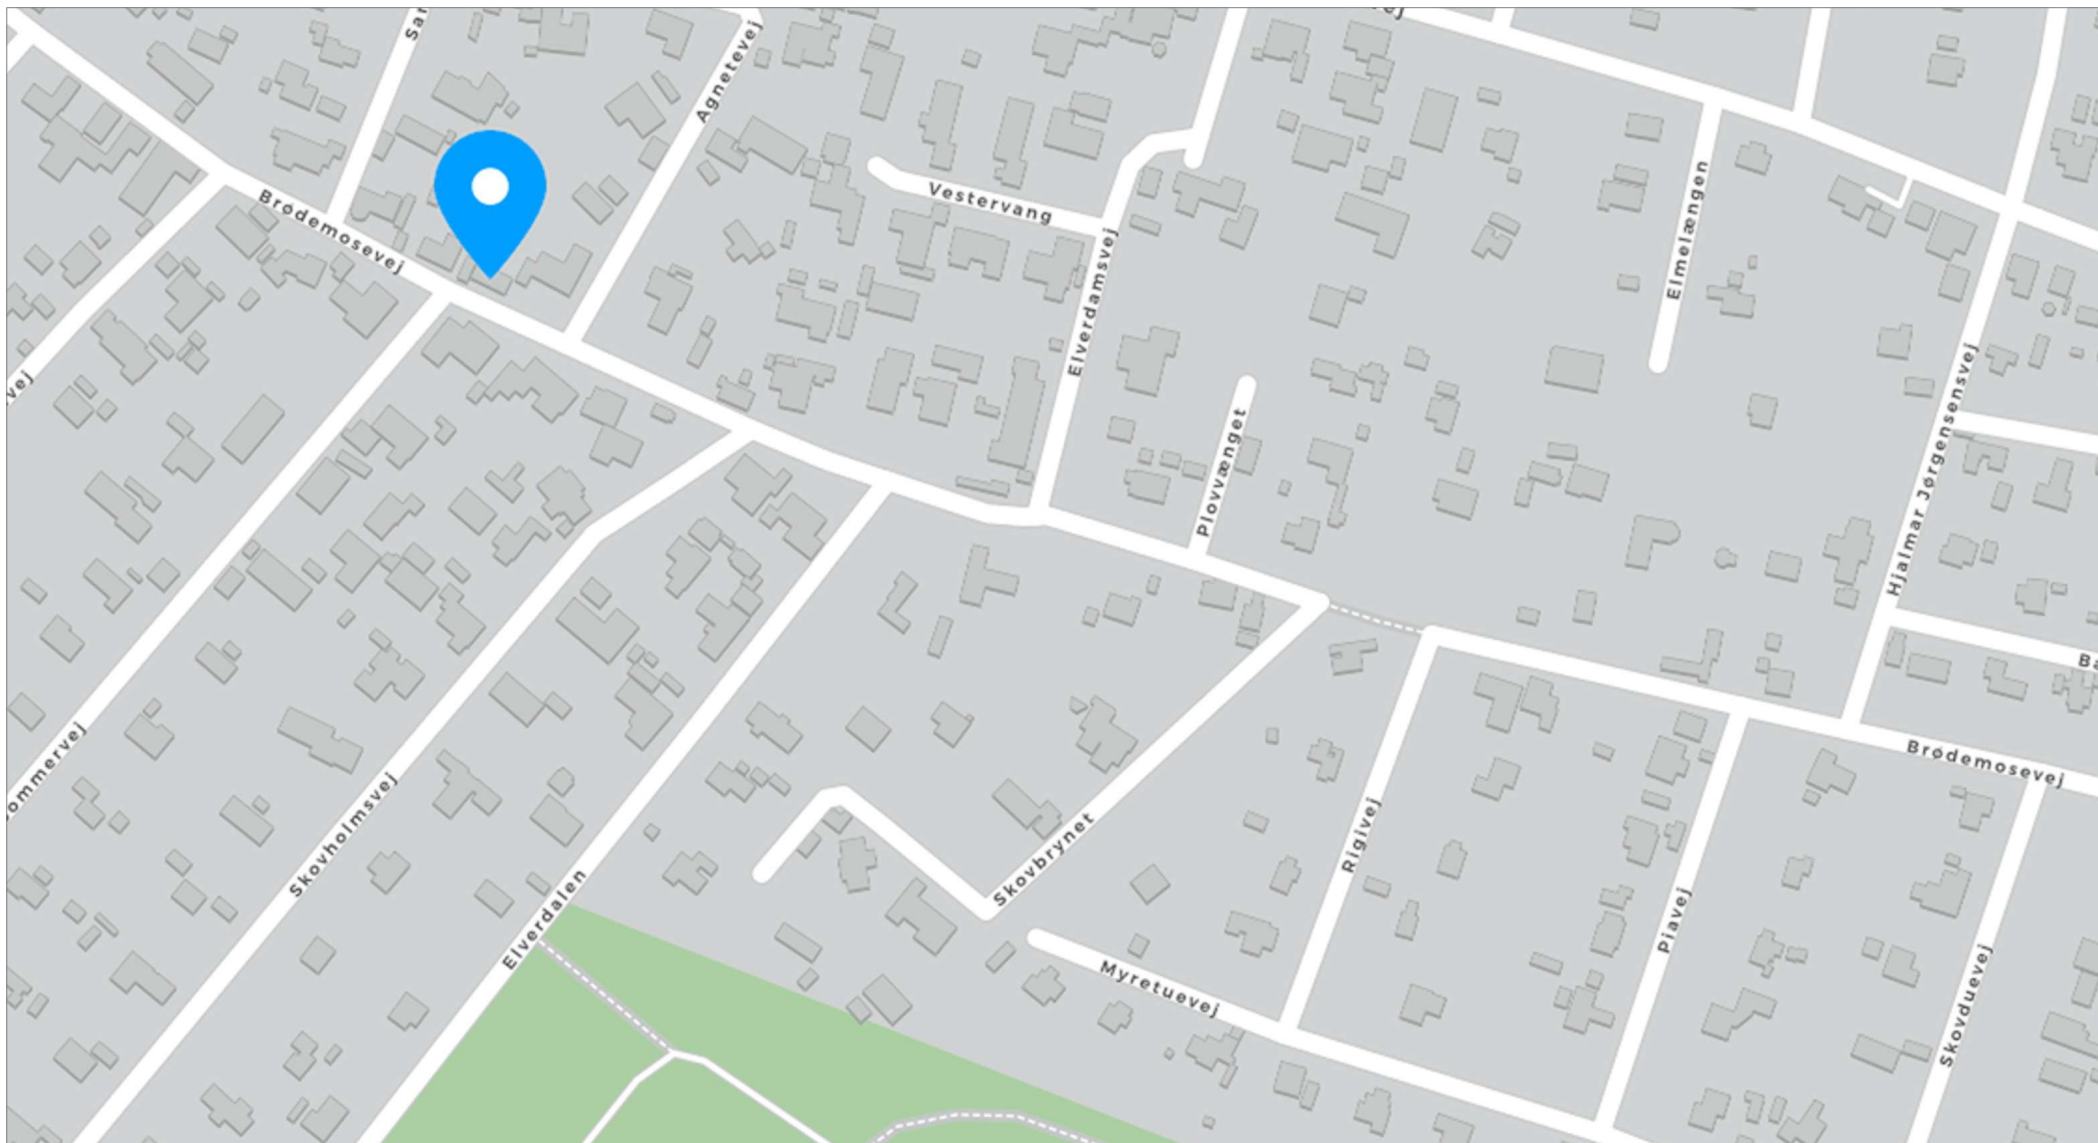 Agnetevej
Brødemosevej
Vestervang
Elverdamsvej
Elmelængen
Plovvænget
Hjalmar Jørgensensvej
Skovholmsvej
Elverdalen
Skovbrynet
Myretuevej
Rigivej
Piavej
Brødemosevej
Skovduevej